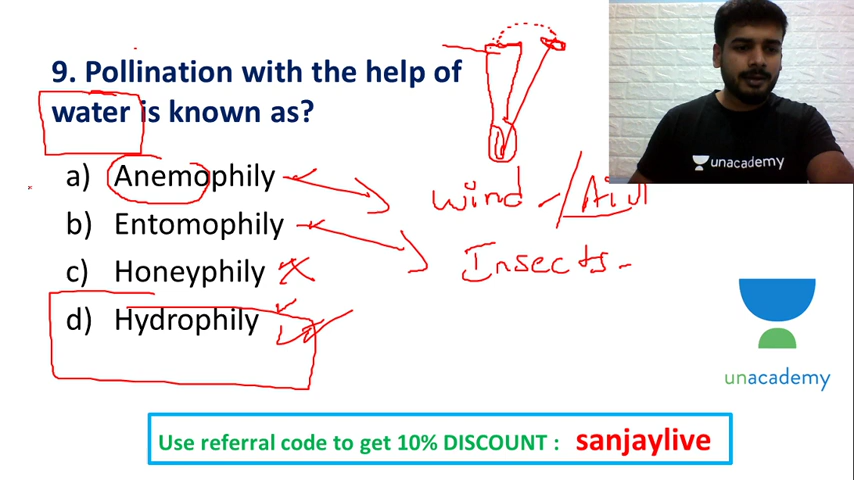 9. Pollination with the help of
water is known as?
a) Anemophily
b) Entomophily
c) Honeyphily
d) Hydrophily
wind - / Air
Insects -
unacademy
unacademy
Use referral code to get 10% DISCOUNT : sanjaylive